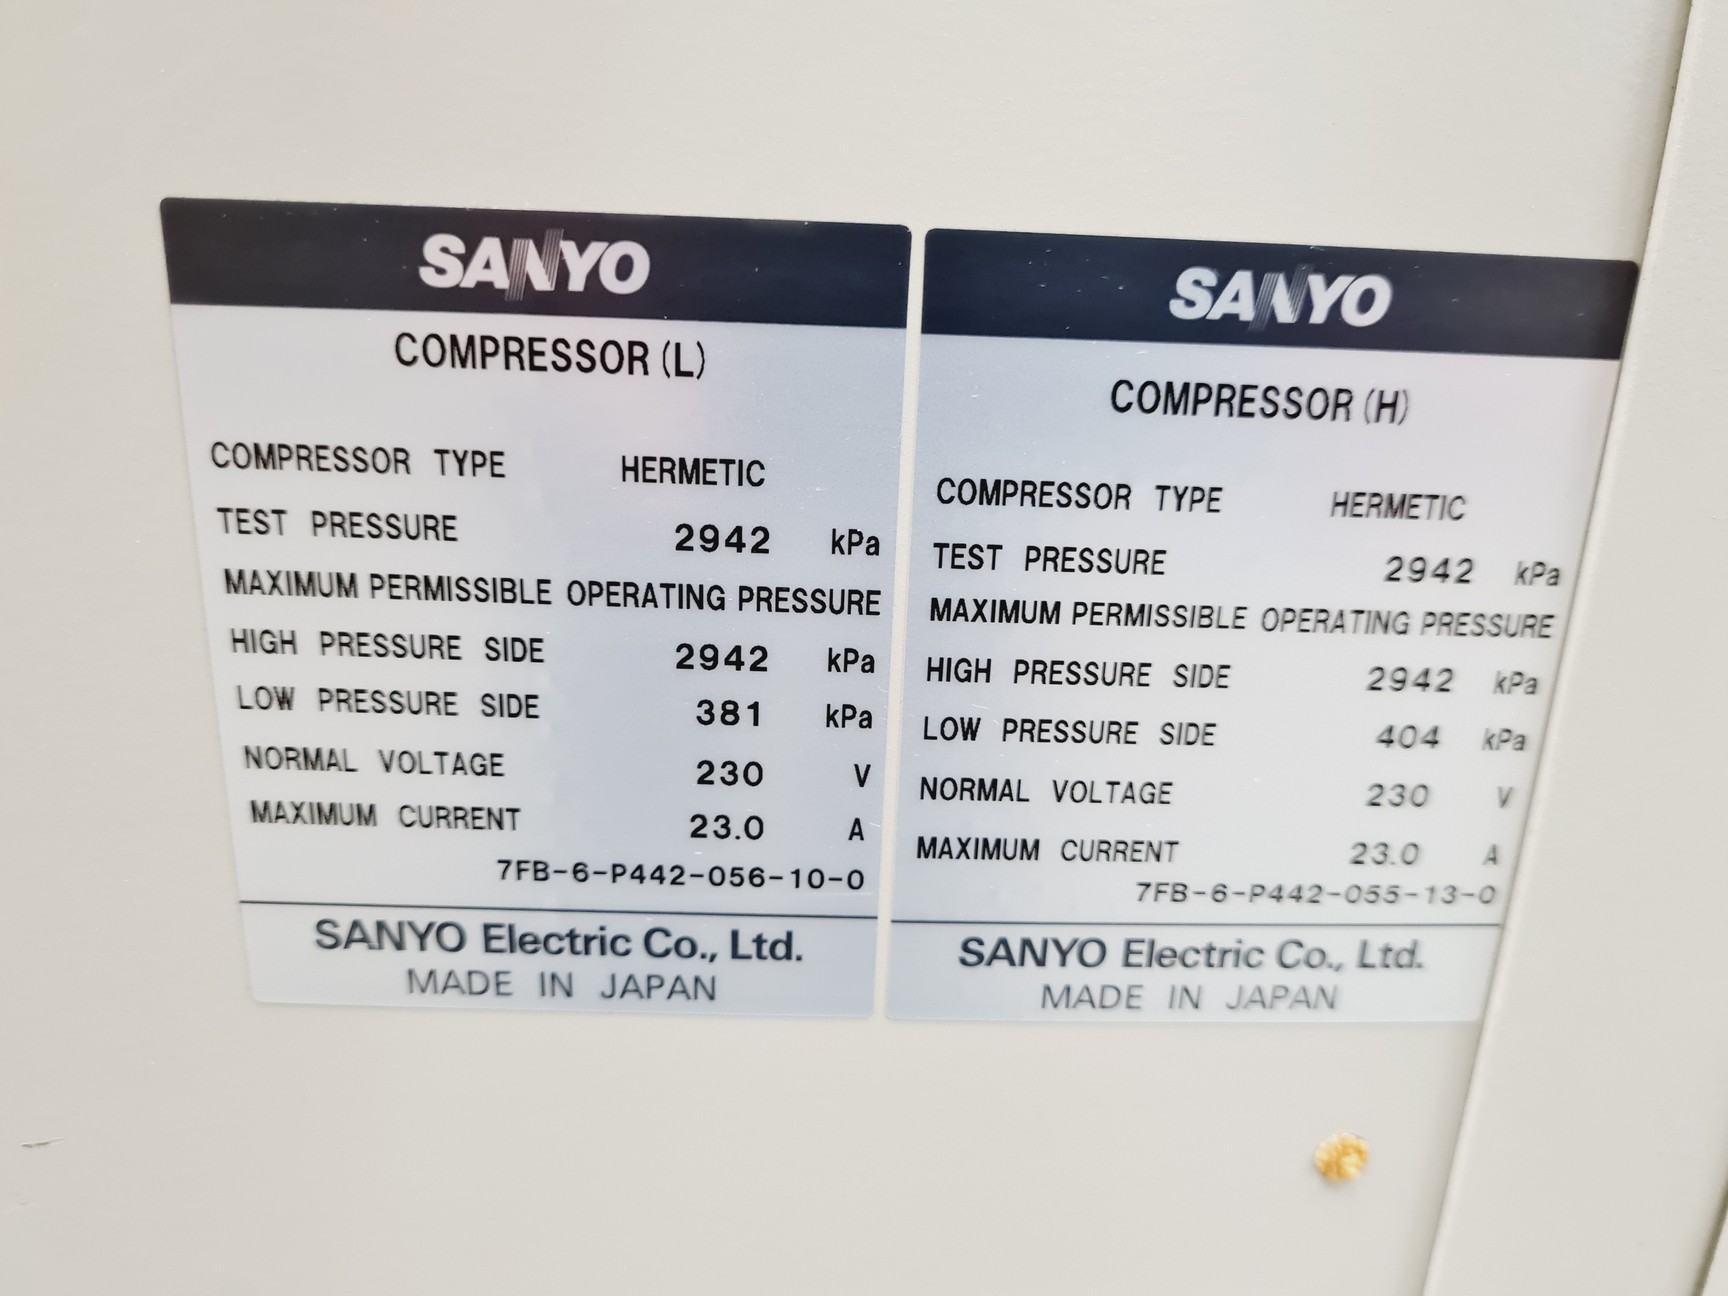 SANYO
COMPRESSOR (L)
COMPRESSOR TYPE HERMETIC
TEST PRESSURE 2942 kPa
MAXIMUM PERMISSIBLE OPERATING PRESSURE
HIGH PRESSURE SIDE 2942 kPa
LOW PRESSURE SIDE 381 kPa
NORMAL VOLTAGE 230 V
MAXIMUM CURRENT 23.0 A
7FB-6-P442-056-10-0
SANYO Electric Co., Ltd.
MADE IN JAPAN
SANYO
COMPRESSOR (H)
COMPRESSOR TYPE HERMETIC
TEST PRESSURE 2942 kPa
MAXIMUM PERMISSIBLE OPERATING PRESSURE
HIGH PRESSURE SIDE 2942 kPa
LOW PRESSURE SIDE 404 kPa
NORMAL VOLTAGE 230 V
MAXIMUM CURRENT 23.0 A
7FB-6-P442-055-13-0
SANYO Electric Co., Ltd.
MADE IN JAPAN